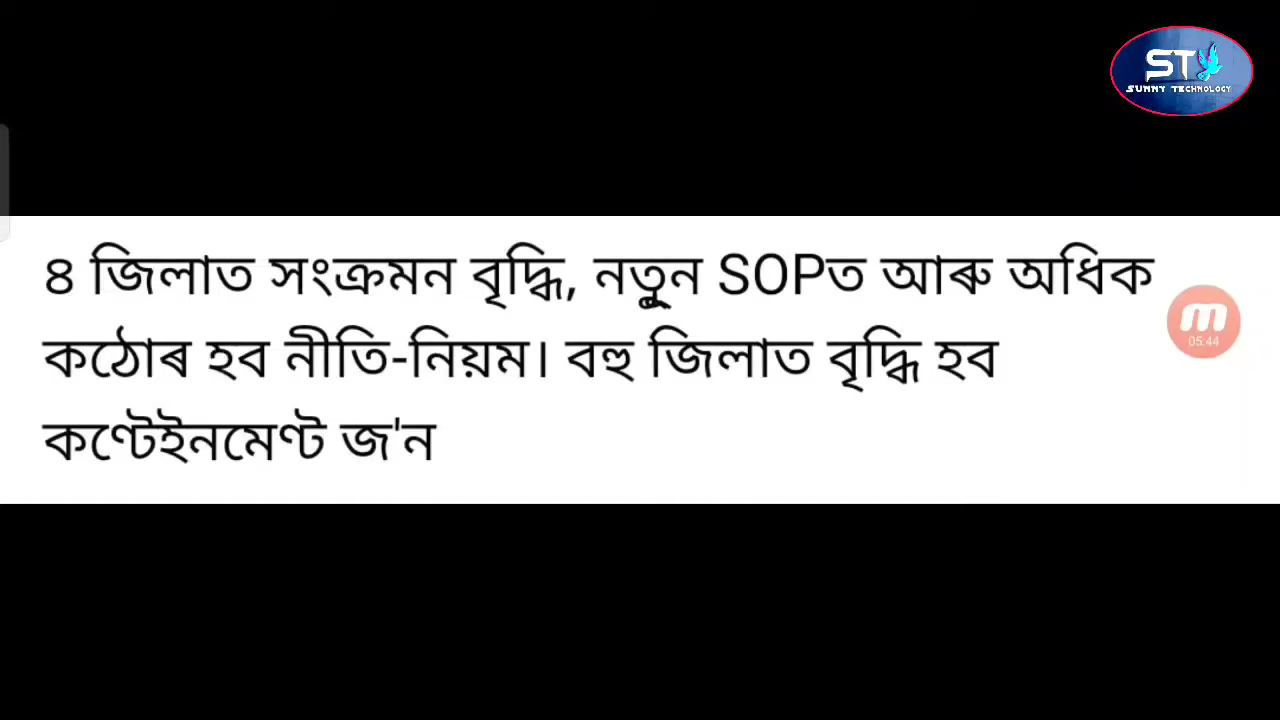 ST
SUNNY TECHNOLOGY
৪ জিলাত সংক্ৰমন বৃদ্ধি, নতুন SOPত আৰু অধিক
কঠোৰ হব নীতি-নিয়ম। বহু জিলাত বৃদ্ধি হব
কণ্টেইনমেণ্ট জ'ন
05:44